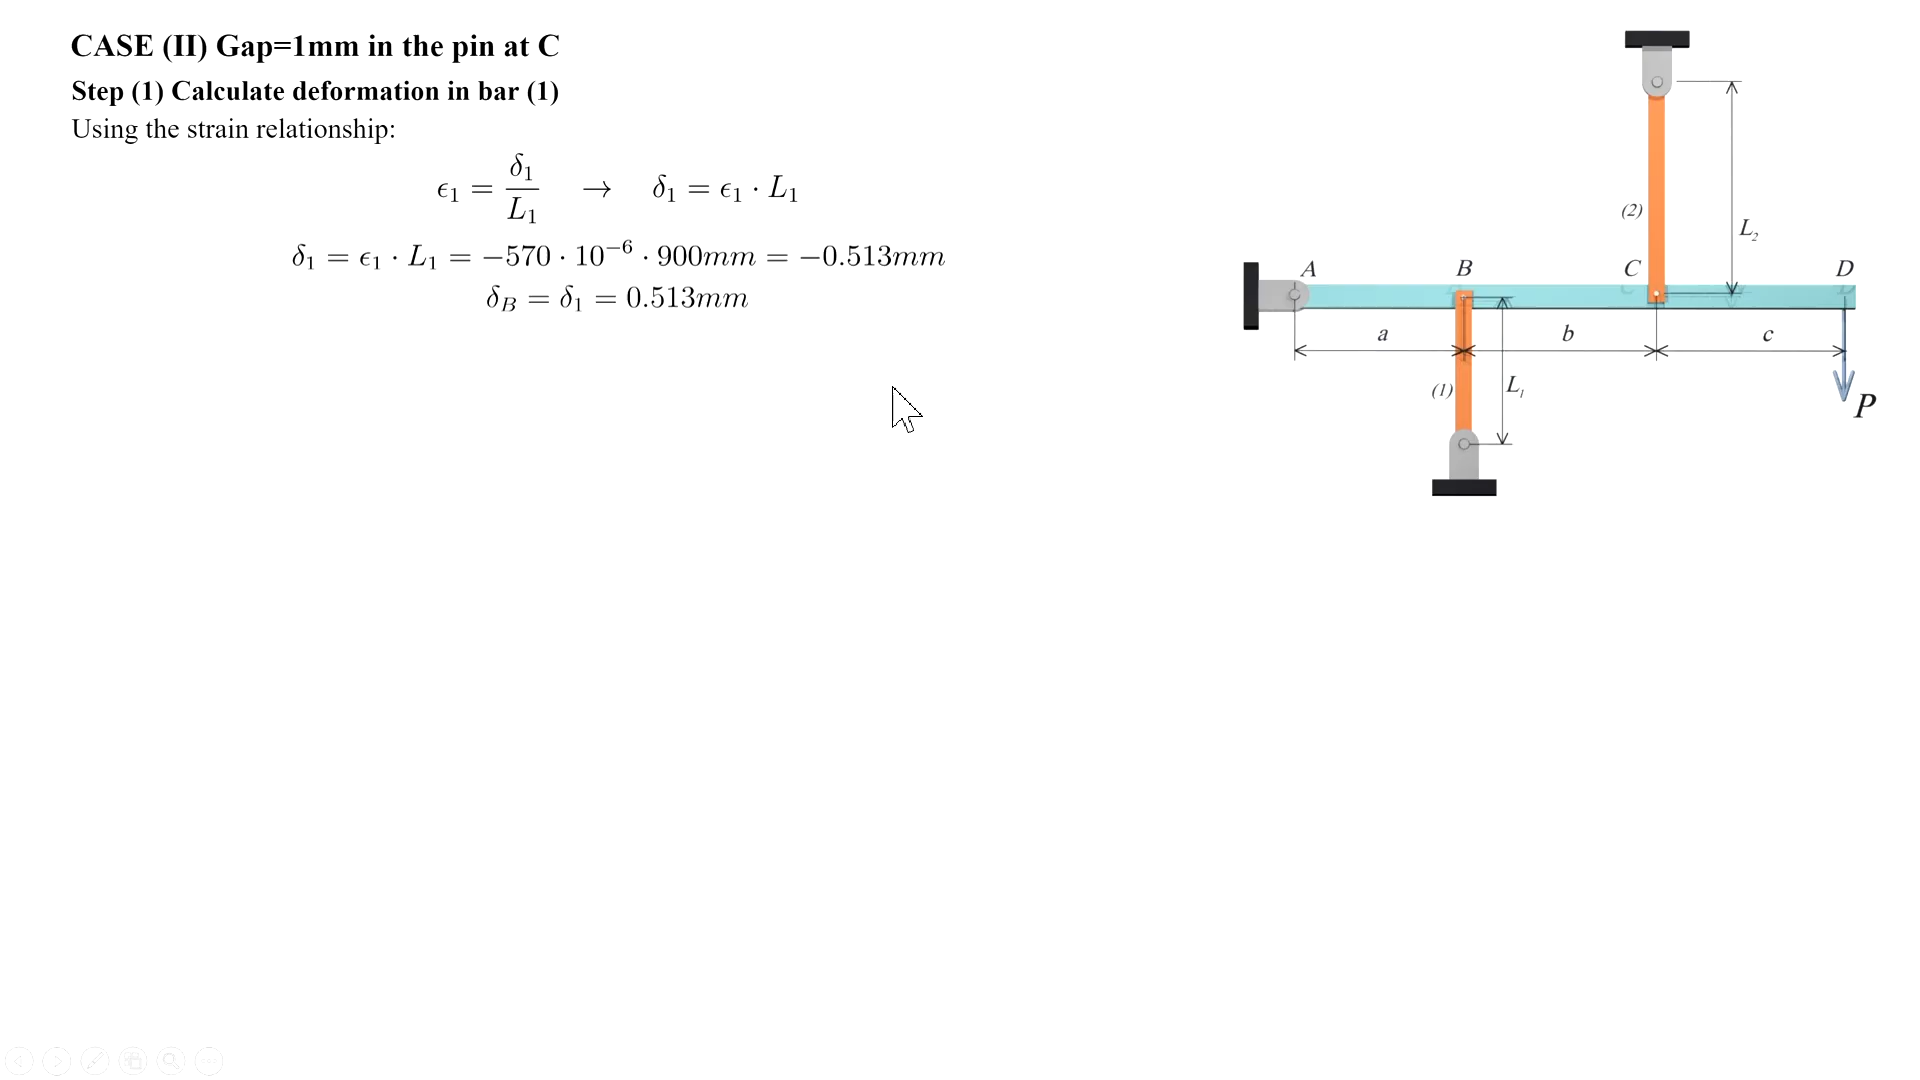 CASE (II) Gap=1mm in the pin at C
Step (1) Calculate deformation in bar (1)
Using the strain relationship:
ϵ₁ = δ₁/L₁ → δ₁ = ϵ₁ · L₁
δ₁ = ϵ₁ · L₁ = −570 · 10⁻⁶ · 900mm = −0.513mm
δ_B = δ₁ = 0.513mm
(2)
L₂
A B C D
a b c
(1)
L₁
P